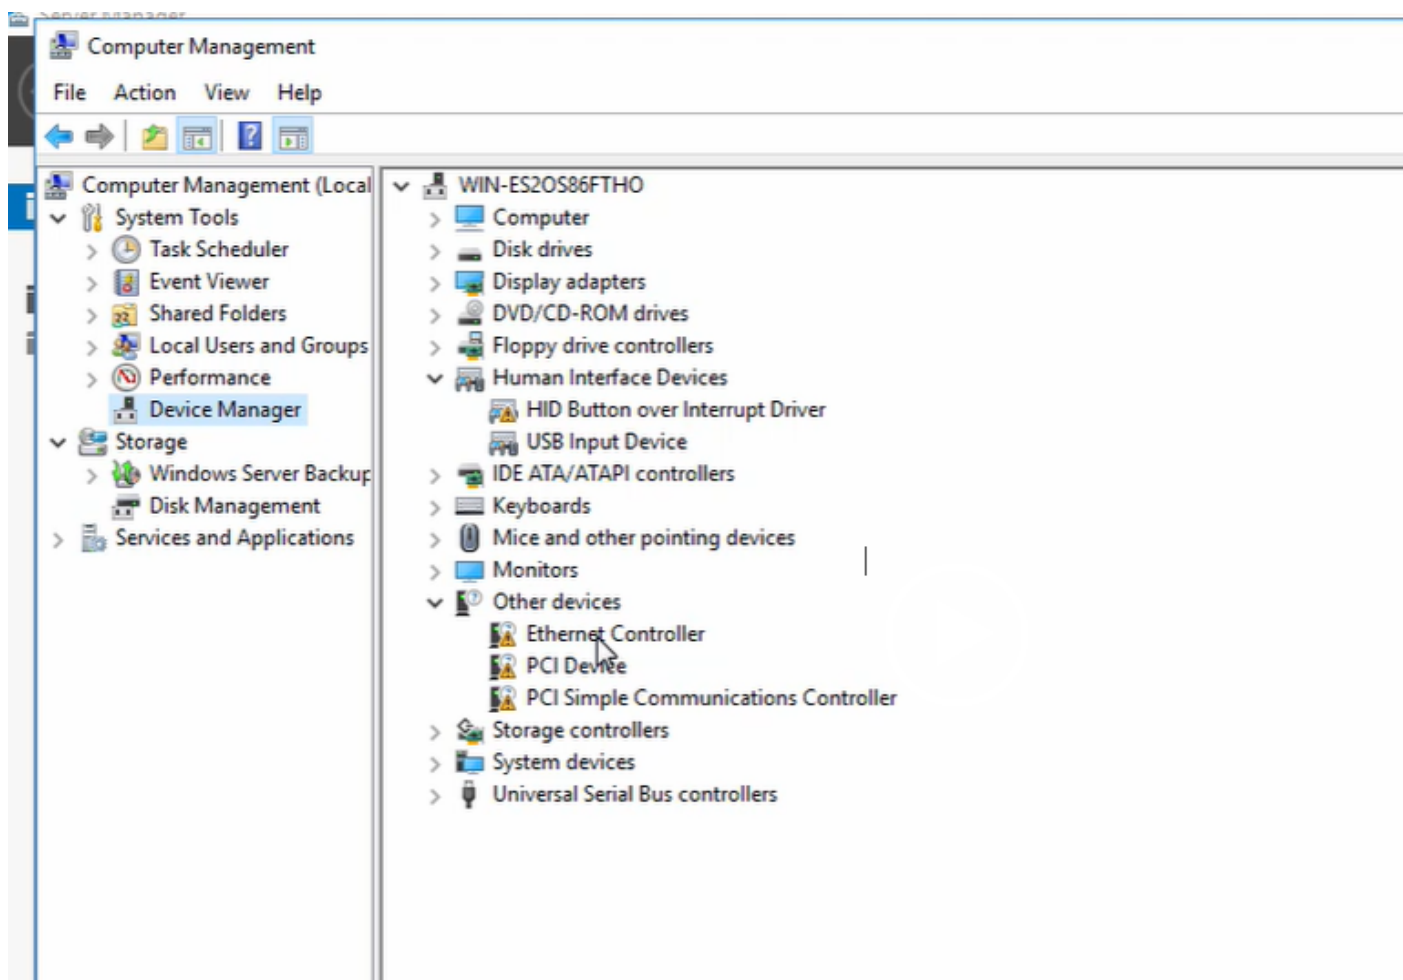 Server Manager
Computer Management
File Action View Help
Computer Management (Local
System Tools
Task Scheduler
Event Viewer
Shared Folders
Local Users and Groups
Performance
Device Manager
Storage
Windows Server Backup
Disk Management
Services and Applications
WIN-ES2OS86FTHO
Computer
Disk drives
Display adapters
DVD/CD-ROM drives
Floppy drive controllers
Human Interface Devices
HID Button over Interrupt Driver
USB Input Device
IDE ATA/ATAPI controllers
Keyboards
Mice and other pointing devices
Monitors
Other devices
Ethernet Controller
PCI Device
PCI Simple Communications Controller
Storage controllers
System devices
Universal Serial Bus controllers